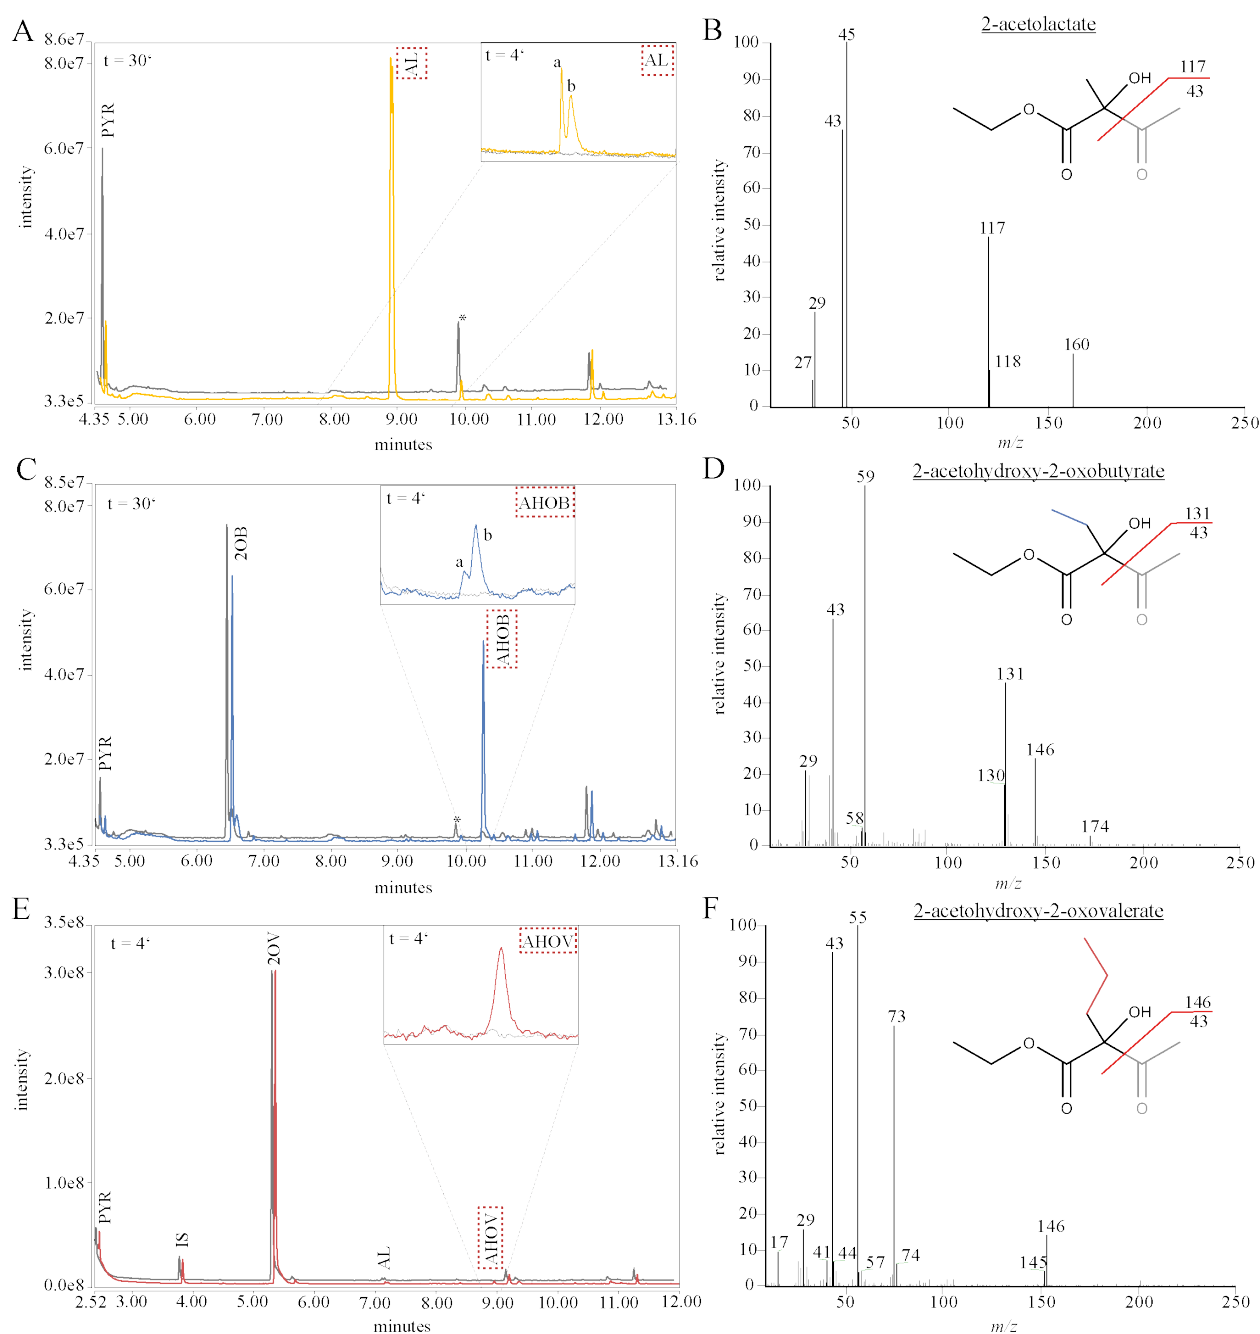 A
8.6e7
8.0e7
6.0e7
4.0e7
2.0e7
3.3e5
intensity
t = 30‘
PYR
AL
*
t = 4‘
AL
a
b
4.35 5.00 6.00 7.00 8.00 9.00 10.00 11.00 12.00 13.16
minutes
B
2-acetolactate
100
90
80
70
60
50
40
30
20
10
0
relative intensity
45
43
29
27
117
118
160
OH
O
O
O
117
43
50 100 150 200 250
m/z
C
8.5e7
8.0e7
6.0e7
4.0e7
2.0e7
3.3e5
intensity
t = 30‘
PYR
2OB
*
AHOB
t = 4‘
AHOB
a
b
4.35 5.00 6.00 7.00 8.00 9.00 10.00 11.00 12.00 13.16
minutes
D
2-acetohydroxy-2-oxobutyrate
100
90
80
70
60
50
40
30
20
10
0
relative intensity
59
43
29
58
131
130
146
174
OH
O
O
O
131
43
50 100 150 200 250
m/z
E
3.5e8
3.0e8
2.0e8
1.0e8
0.0e8
intensity
t = 4‘
PYR
IS
2OV
AL
AHOV
t = 4‘
AHOV
2.52 3.00 4.00 5.00 6.00 7.00 8.00 9.00 10.00 11.00 12.00
minutes
F
2-acetohydroxy-2-oxovalerate
100
90
80
70
60
50
40
30
20
10
0
relative intensity
55
43
73
17
29
41
44
57
74
145
146
OH
O
O
O
146
43
50 100 150 200 250
m/z